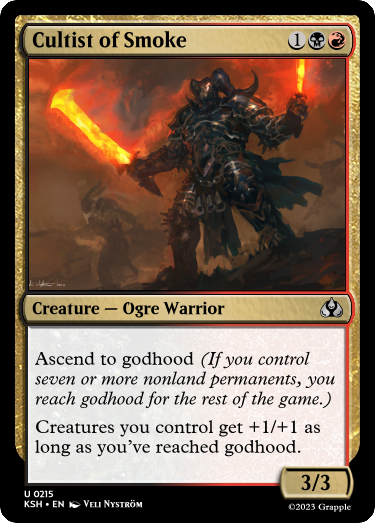 Cultist of Smoke 1
Creature — Ogre Warrior
Ascend to godhood (If you control
seven or more nonland permanents, you
reach godhood for the rest of the game.)
Creatures you control get +1/+1 as
long as you've reached godhood.
3/3
U 0215
KSH • EN Veli Nyström
©2023 Grapple